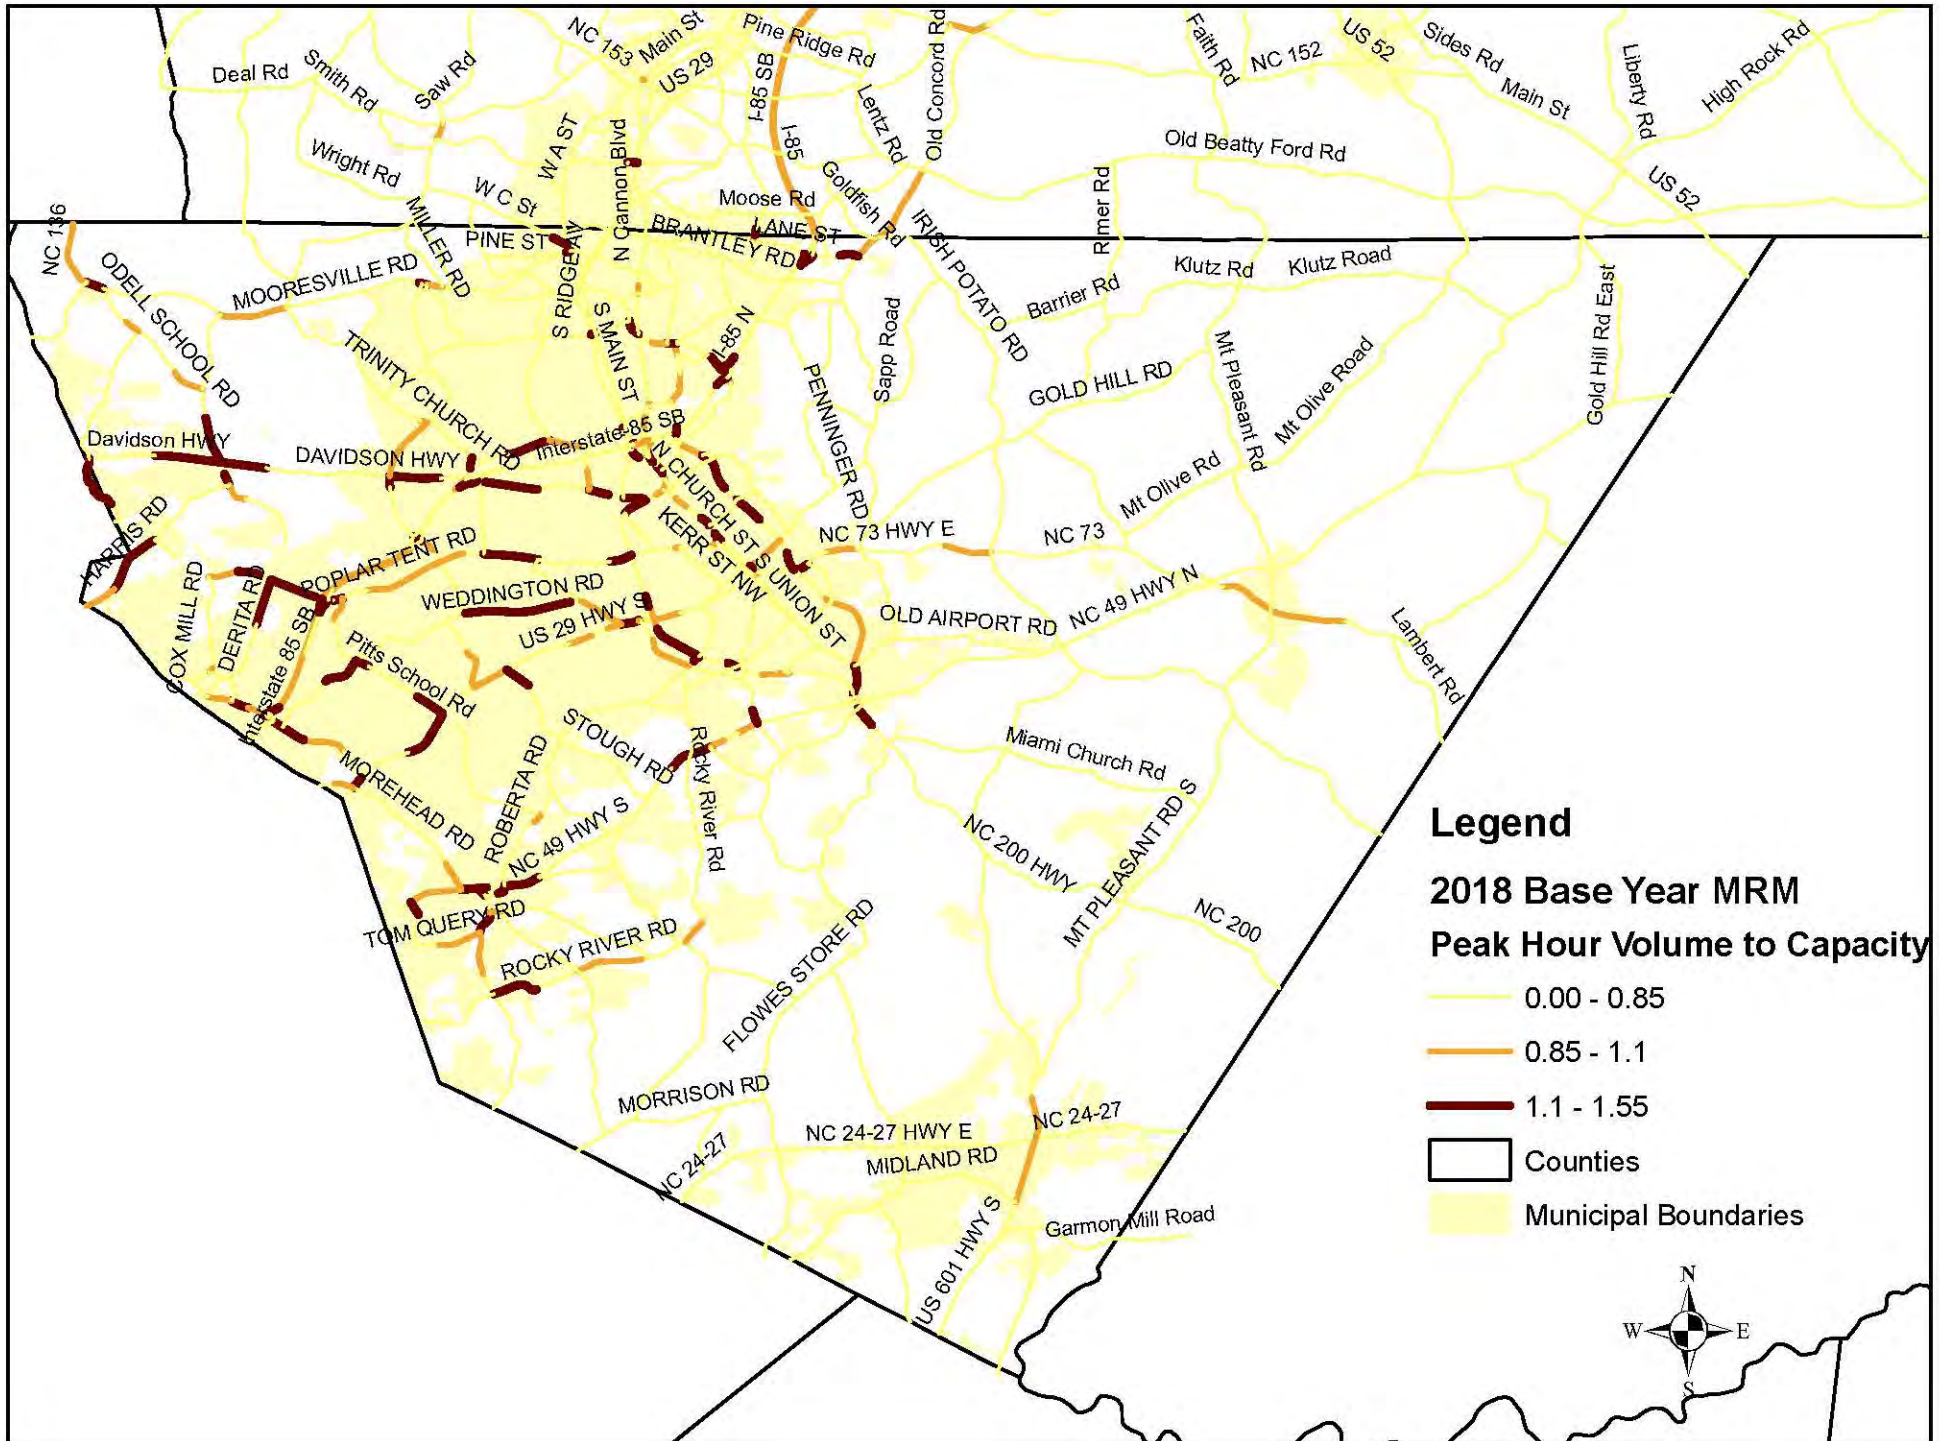 NC 153
Main St
Pine Ridge Rd
US 29
I-85 SB
Old Concord Rd
Faith Rd
NC 152
US 52
Sides Rd
Main St
Liberty Rd
High Rock Rd
Deal Rd
Smith Rd
Saw Rd
W A ST
N Cannon Blvd
I-85
Lentz Rd
Old Beatty Ford Rd
Wright Rd
W C St
Moose Rd
Goldfish Rd
Rimer Rd
US 52
NC 136
MILLER RD
PINE ST
BRANTLEY RD
LANE ST
IRISH POTATO RD
ODELL SCHOOL RD
MOORESVILLE RD
S RIDGE AV
Klutz Rd
Klutz Road
Barrier Rd
Gold Hill Rd East
TRINITY CHURCH RD
S MAIN ST
I-85 N
Sapp Road
PENNINGER RD
GOLD HILL RD
Mt Pleasant Rd
Mt Olive Road
Davidson HWY
DAVIDSON HWY
Interstate-85 SB
N CHURCH ST
Mt Olive Rd
HARRIS RD
KERR ST NW
NC 73 HWY E
NC 73
POPLAR TENT RD
COX MILL RD
DERITA RD
WEDDINGTON RD
S UNION ST
US 29 HWY S
OLD AIRPORT RD
NC 49 HWY N
Lambert Rd
Interstate 85 SB
Pitts School Rd
STOUGH RD
Rocky River Rd
Miami Church Rd
MOREHEAD RD
ROBERTA RD
NC 49 HWY S
NC 200 HWY
MT PLEASANT RD S
NC 200
TOM QUERY RD
ROCKY RIVER RD
FLOWES STORE RD
MORRISON RD
NC 24-27
NC 24-27 HWY E
NC 24-27
MIDLAND RD
US 601 HWY S
Garmon Mill Road
Legend
2018 Base Year MRM
Peak Hour Volume to Capacity
0.00 - 0.85
0.85 - 1.1
1.1 - 1.55
Counties
Municipal Boundaries
N
W E
S